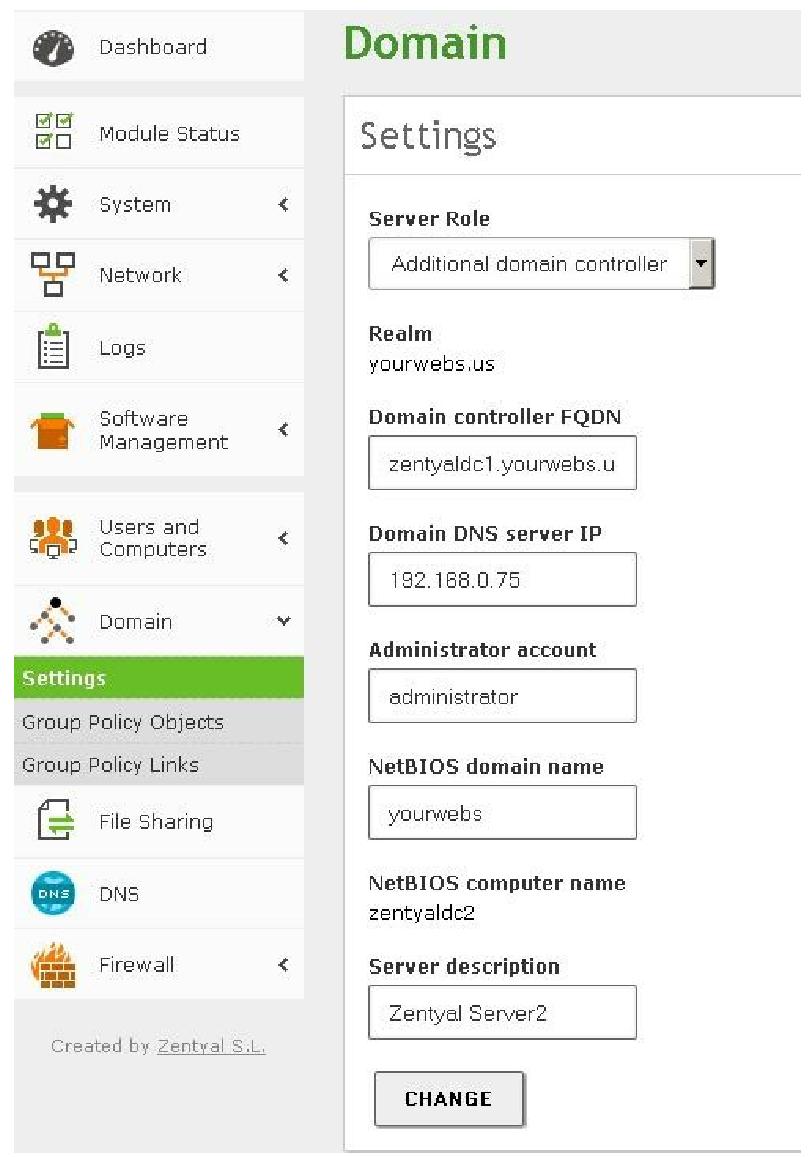 Dashboard
Module Status
System
Network
Logs
Software
Management
Users and
Computers
Domain
Settings
Group Policy Objects
Group Policy Links
File Sharing
DNS
DNS
Firewall
Created by Zentyal S.L.
Domain
Settings
Server Role
Additional domain controller
Realm
yourwebs.us
Domain controller FQDN
zentyaldc1.yourwebs.u
Domain DNS server IP
192.168.0.75
Administrator account
administrator
NetBIOS domain name
yourwebs
NetBIOS computer name
zentyaldc2
Server description
Zentyal Server2
CHANGE